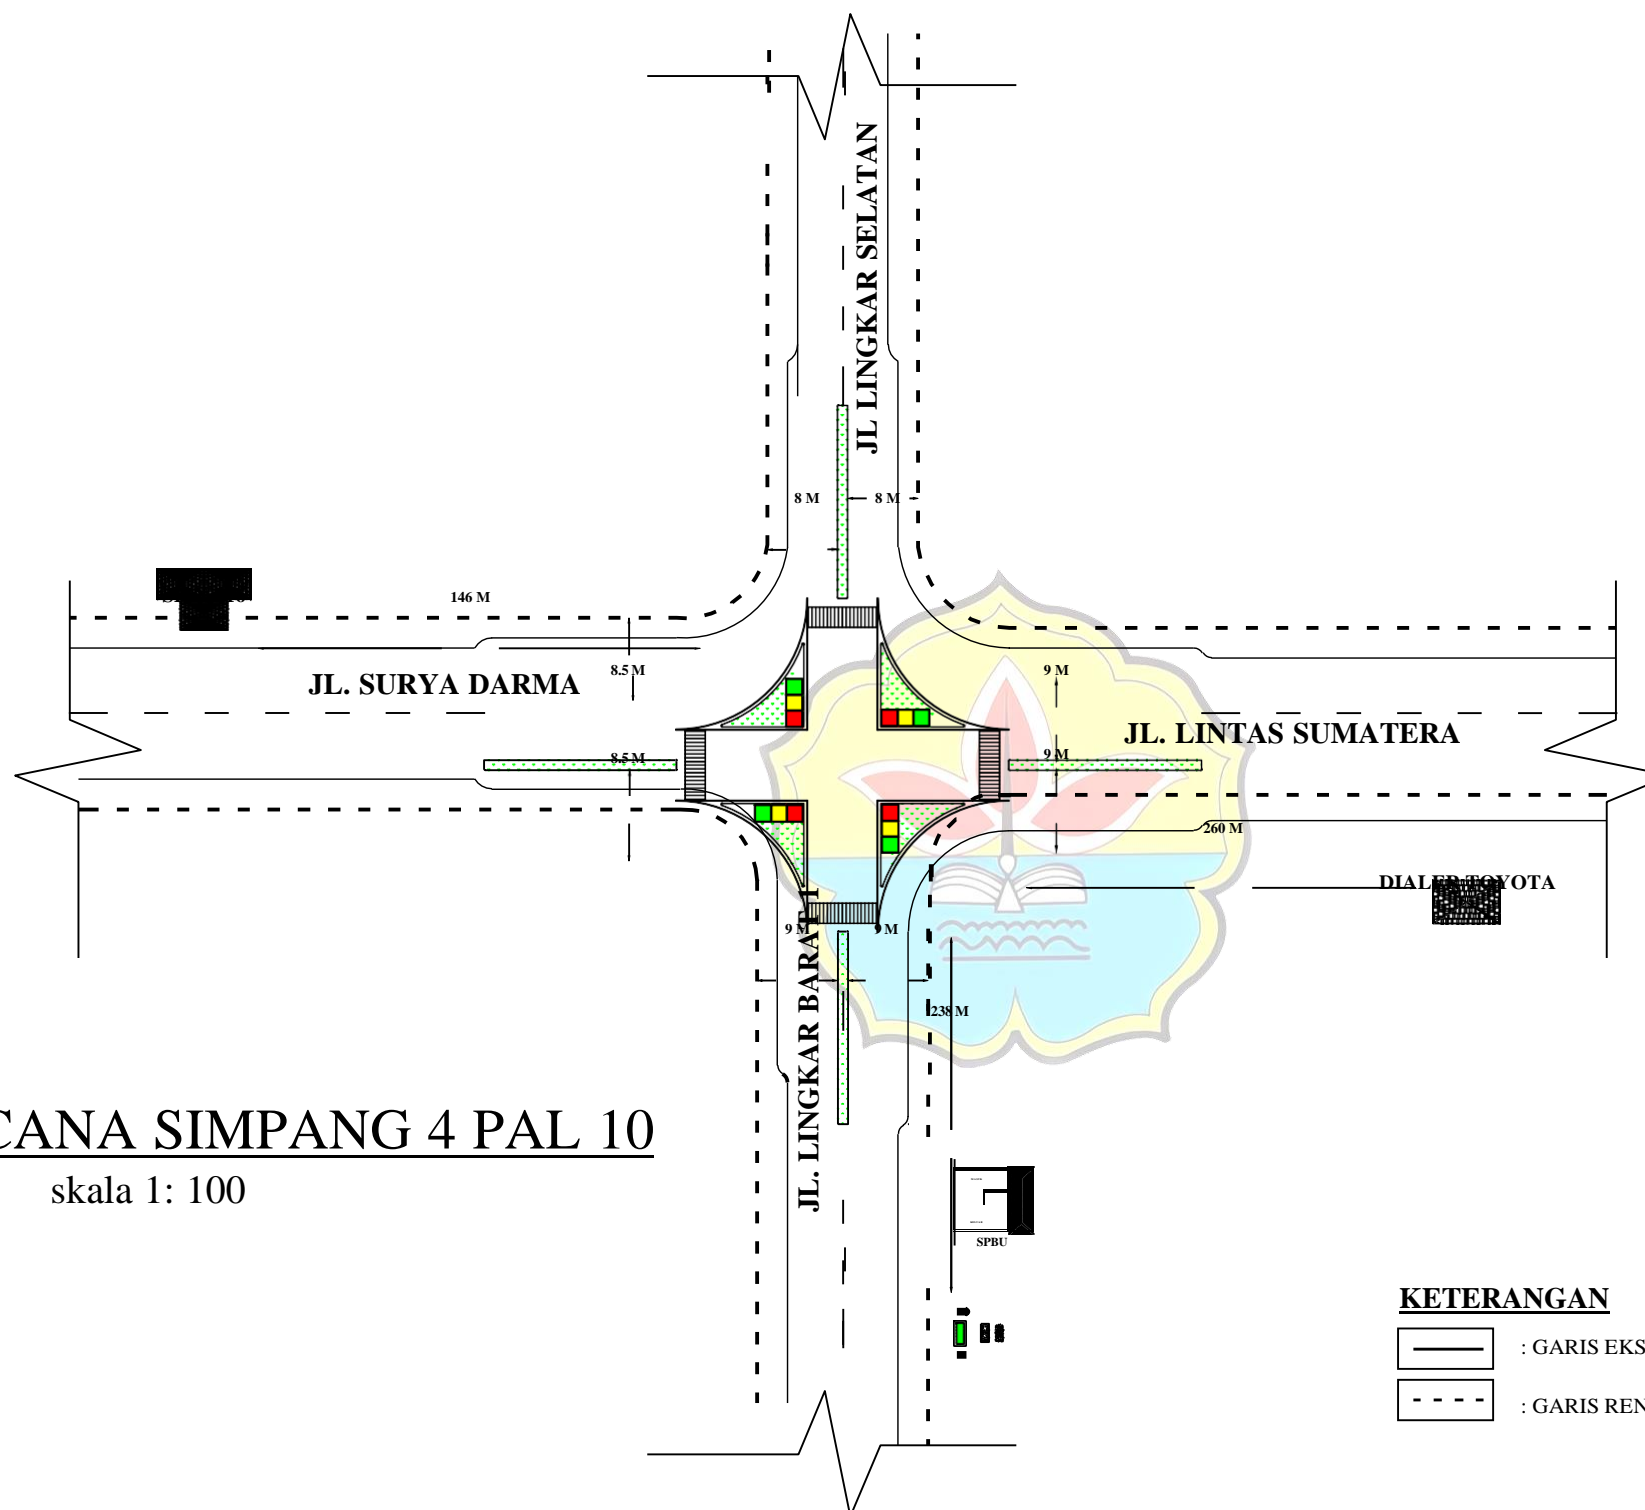 JL LINGKAR SELATAN
8 M
8 M
146 M
8.5 M
9 M
JL. SURYA DARMA
JL. LINTAS SUMATERA
8.5 M
9 M
260 M
DIALER TOYOTA
9 M
9 M
JL. LINGKAR BARAT I
238 M
CANA SIMPANG 4 PAL 10
skala 1: 100
SPBU
KETERANGAN
: GARIS EKS
: GARIS REN